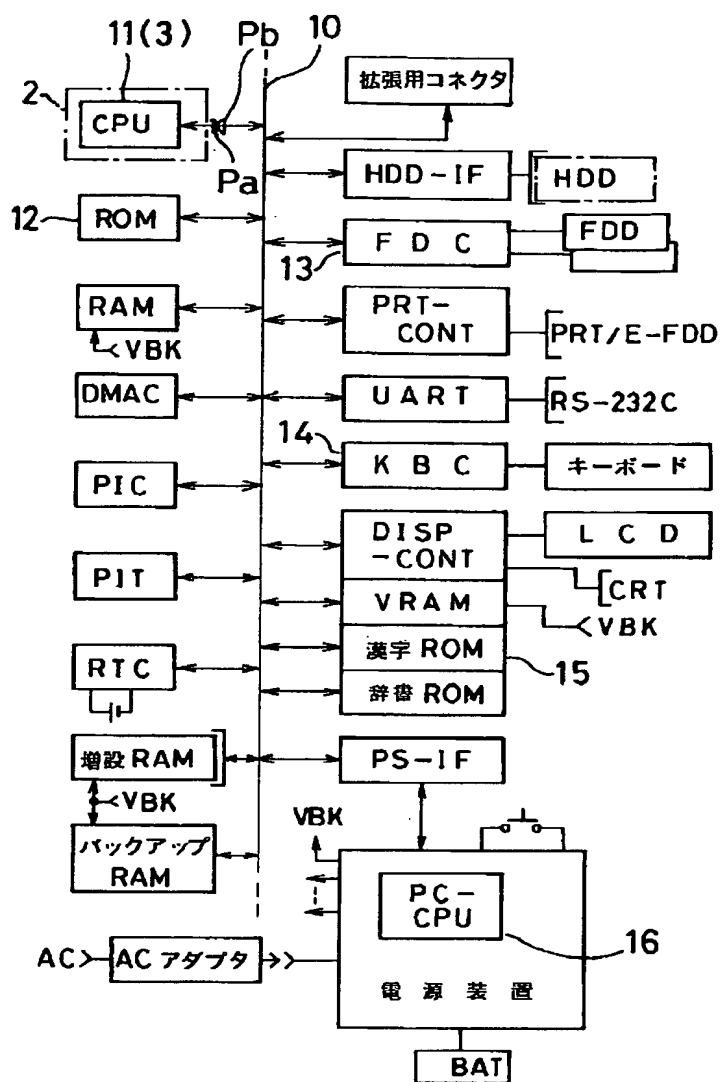 11(3)
Pb
10
2
CPU
Pa
拡張用コネクタ
HDD-IF
HDD
12
ROM
13
FDC
FDD
RAM
VBK
PRT-
CONT
PRT/E-FDD
DMAC
UART
RS-232C
14
KBC
キーボード
PIC
DISP
-CONT
LCD
CRT
PIT
VRAM
VBK
漢字 ROM
15
RTC
辞書 ROM
増設 RAM
PS-IF
VBK
バックアップ
RAM
VBK
PC-
CPU
16
AC
AC アダプタ
電源装置
BAT